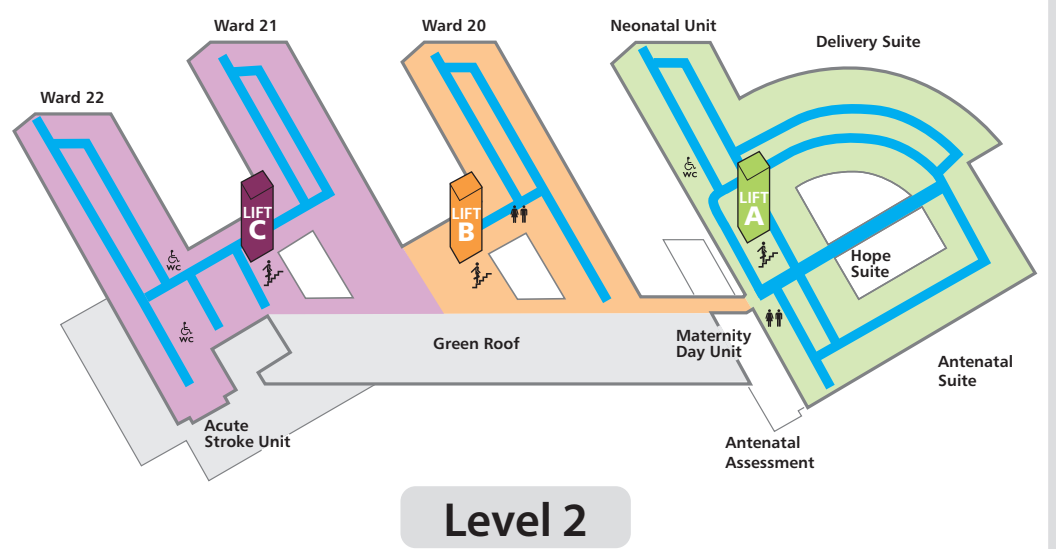 Ward 21
Ward 20
Neonatal Unit
Delivery Suite
Ward 22
WC
LIFT
C
LIFT
B
LIFT
A
WC
Hope
Suite
WC
Green Roof
Maternity
Day Unit
Antenatal
Suite
Acute
Stroke Unit
Antenatal
Assessment
Level 2